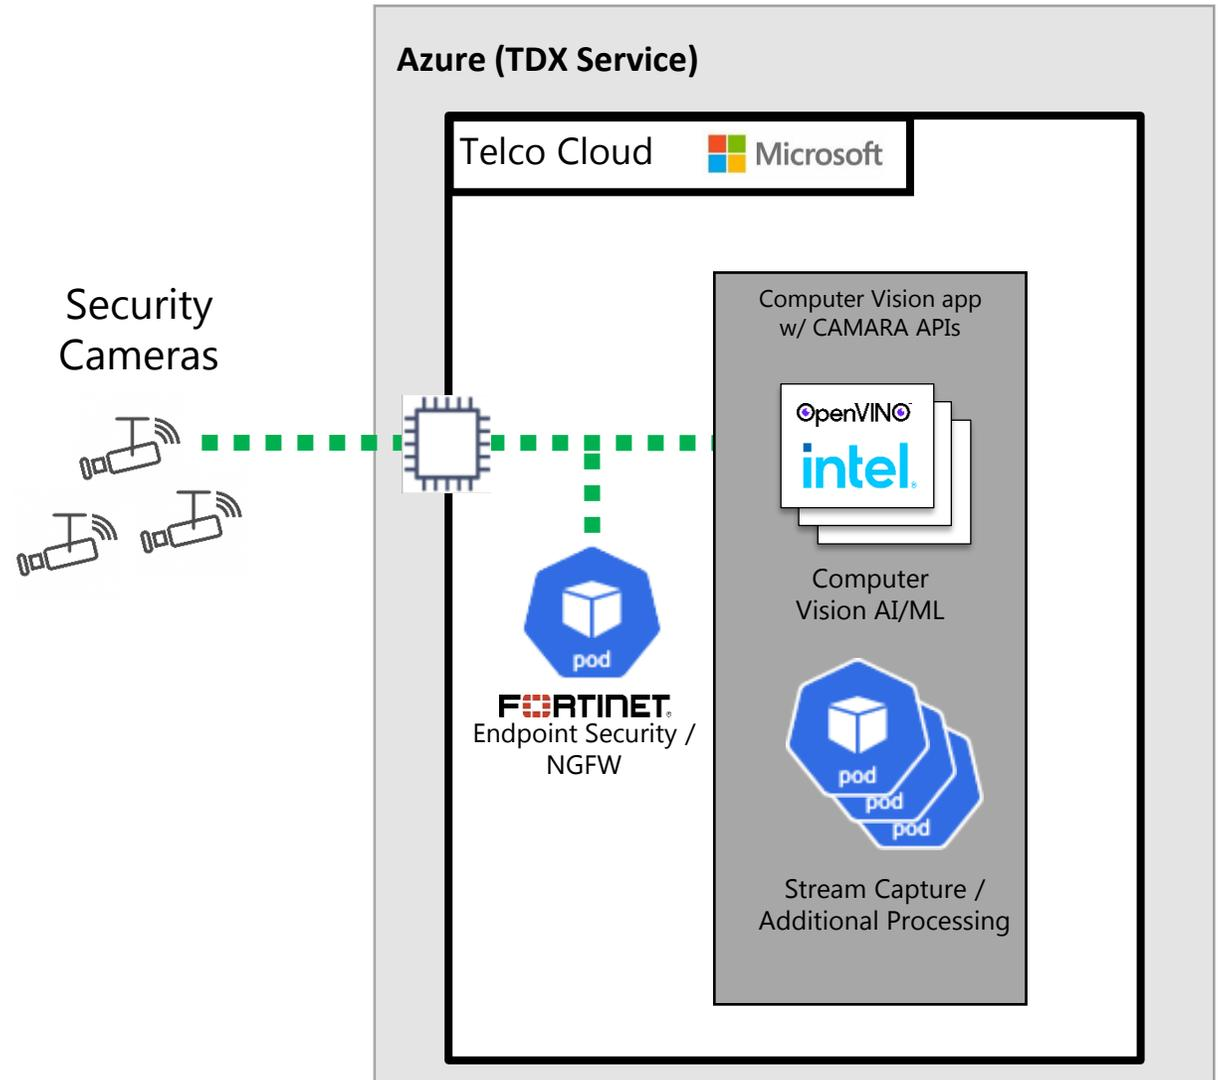 Azure (TDX Service)
Telco Cloud
Microsoft
Security
Cameras
Computer Vision app
w/ CAMARA APIs
OpenVINO
intel®
Computer
Vision AI/ML
pod
FORTINET®
Endpoint Security /
NGFW
pod
pod
pod
Stream Capture /
Additional Processing